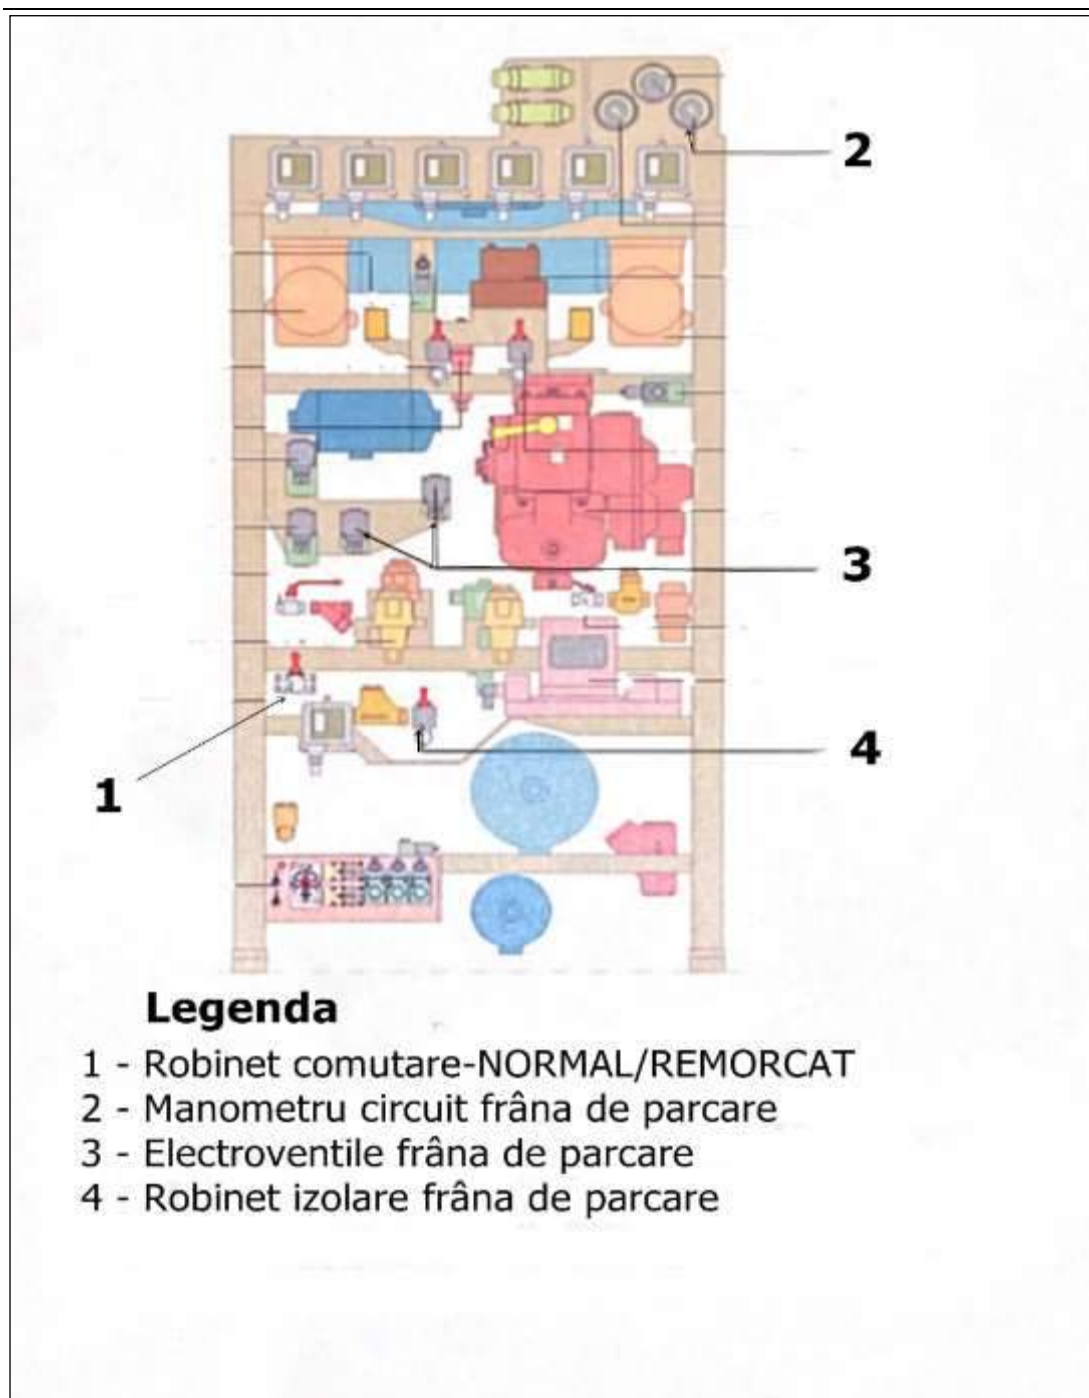 2
3
4
1
Legenda
1 - Robinet comutare-NORMAL/REMORCAT
2 - Manometru circuit frâna de parcare
3 - Electroventile frâna de parcare
4 - Robinet izolare frâna de parcare